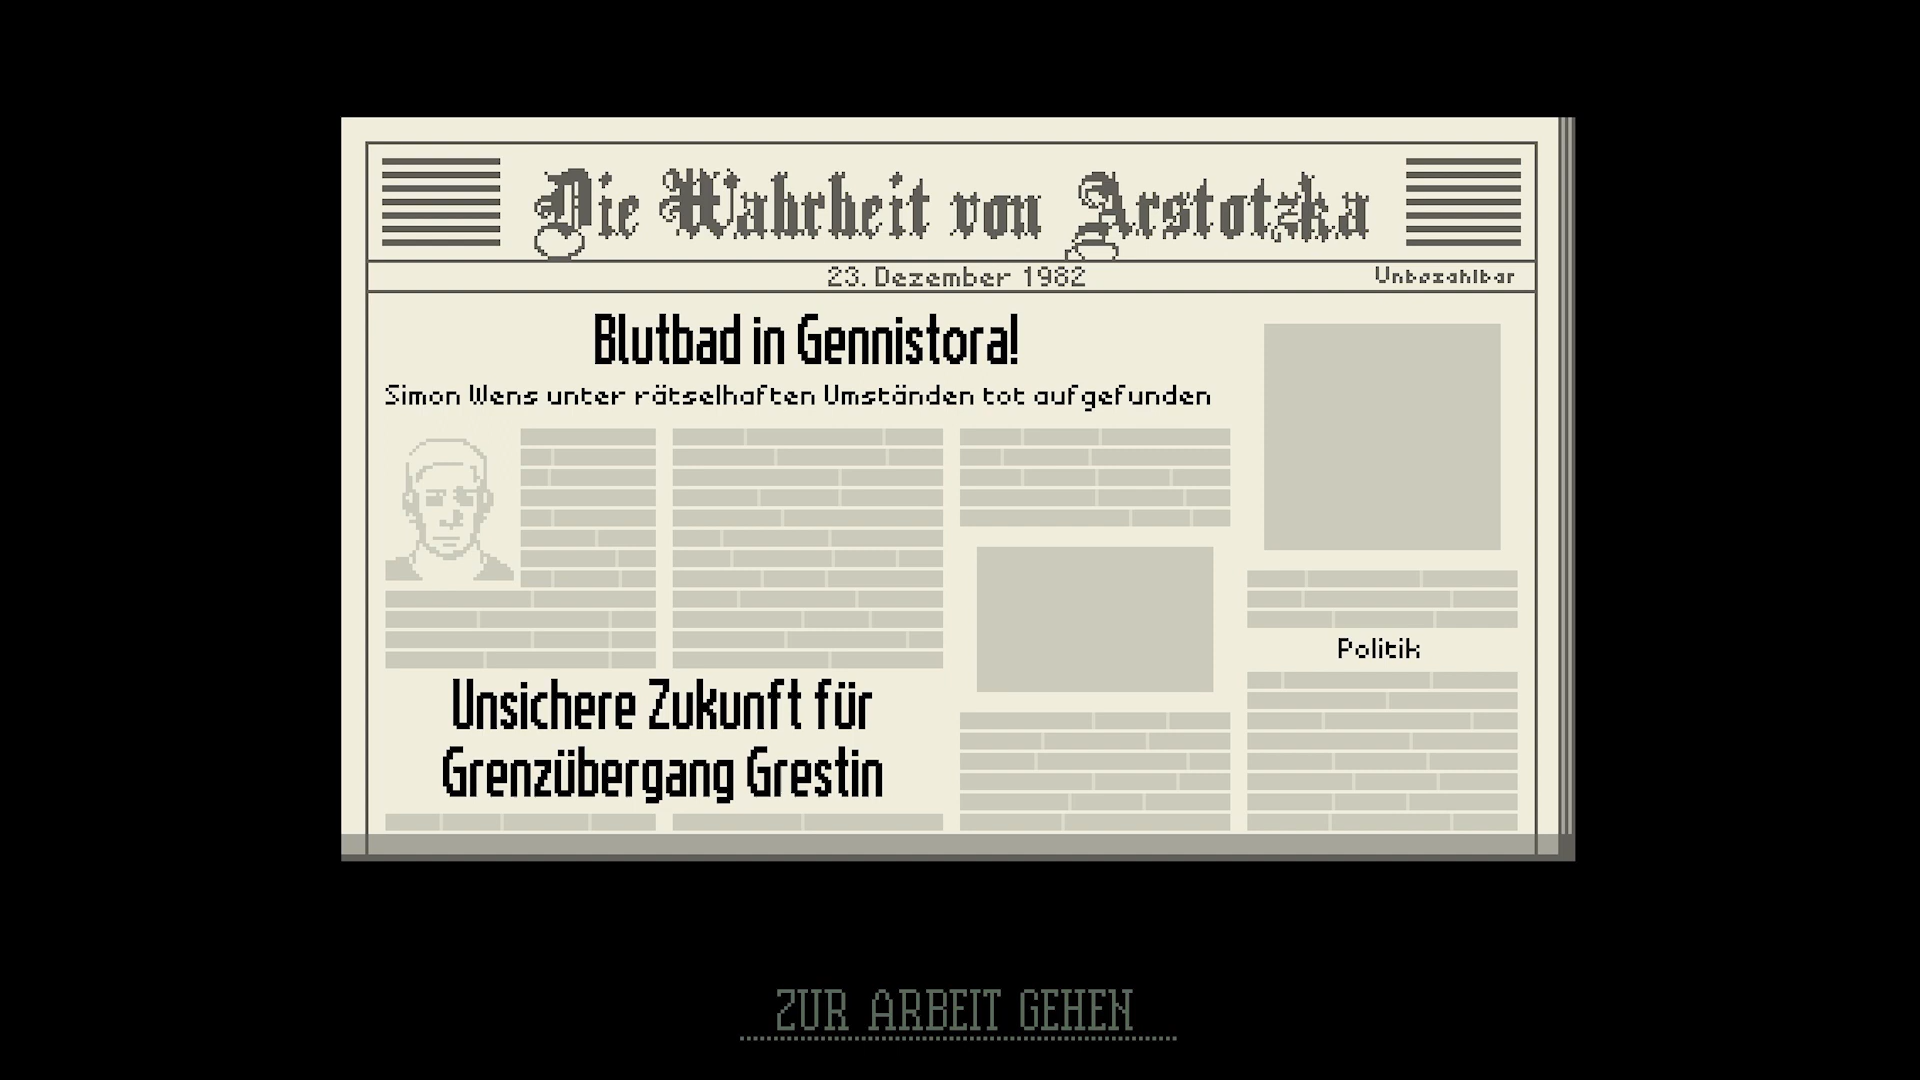 Die Wahrheit von Arstotzka
23. Dezember 1982
Unbezahlbar
Blutbad in Gennistora!
Simon Wens unter rätselhaften Umständen tot aufgefunden
Politik
Unsichere Zukunft für
Grenzübergang Grestin
ZUR ARBEIT GEHEN